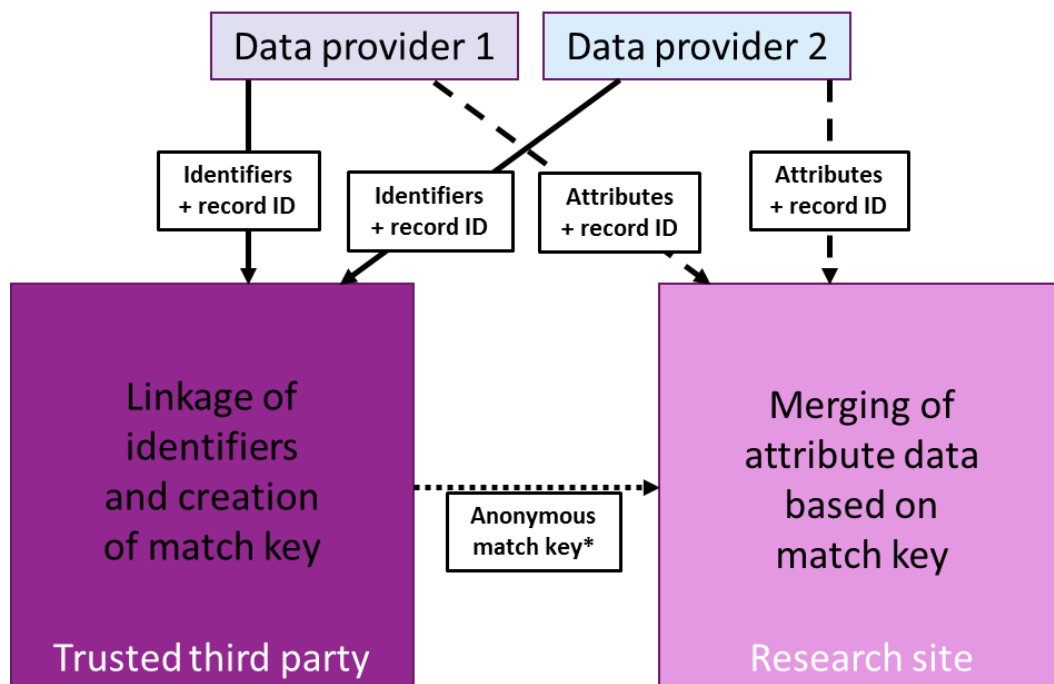 Data provider 1
Data provider 2
Identifiers
+ record ID
Identifiers
+ record ID
Attributes
+ record ID
Attributes
+ record ID
Linkage of
identifiers
and creation
of match key
Trusted third party
Anonymous
match key*
Merging of
attribute data
based on
match key
Research site